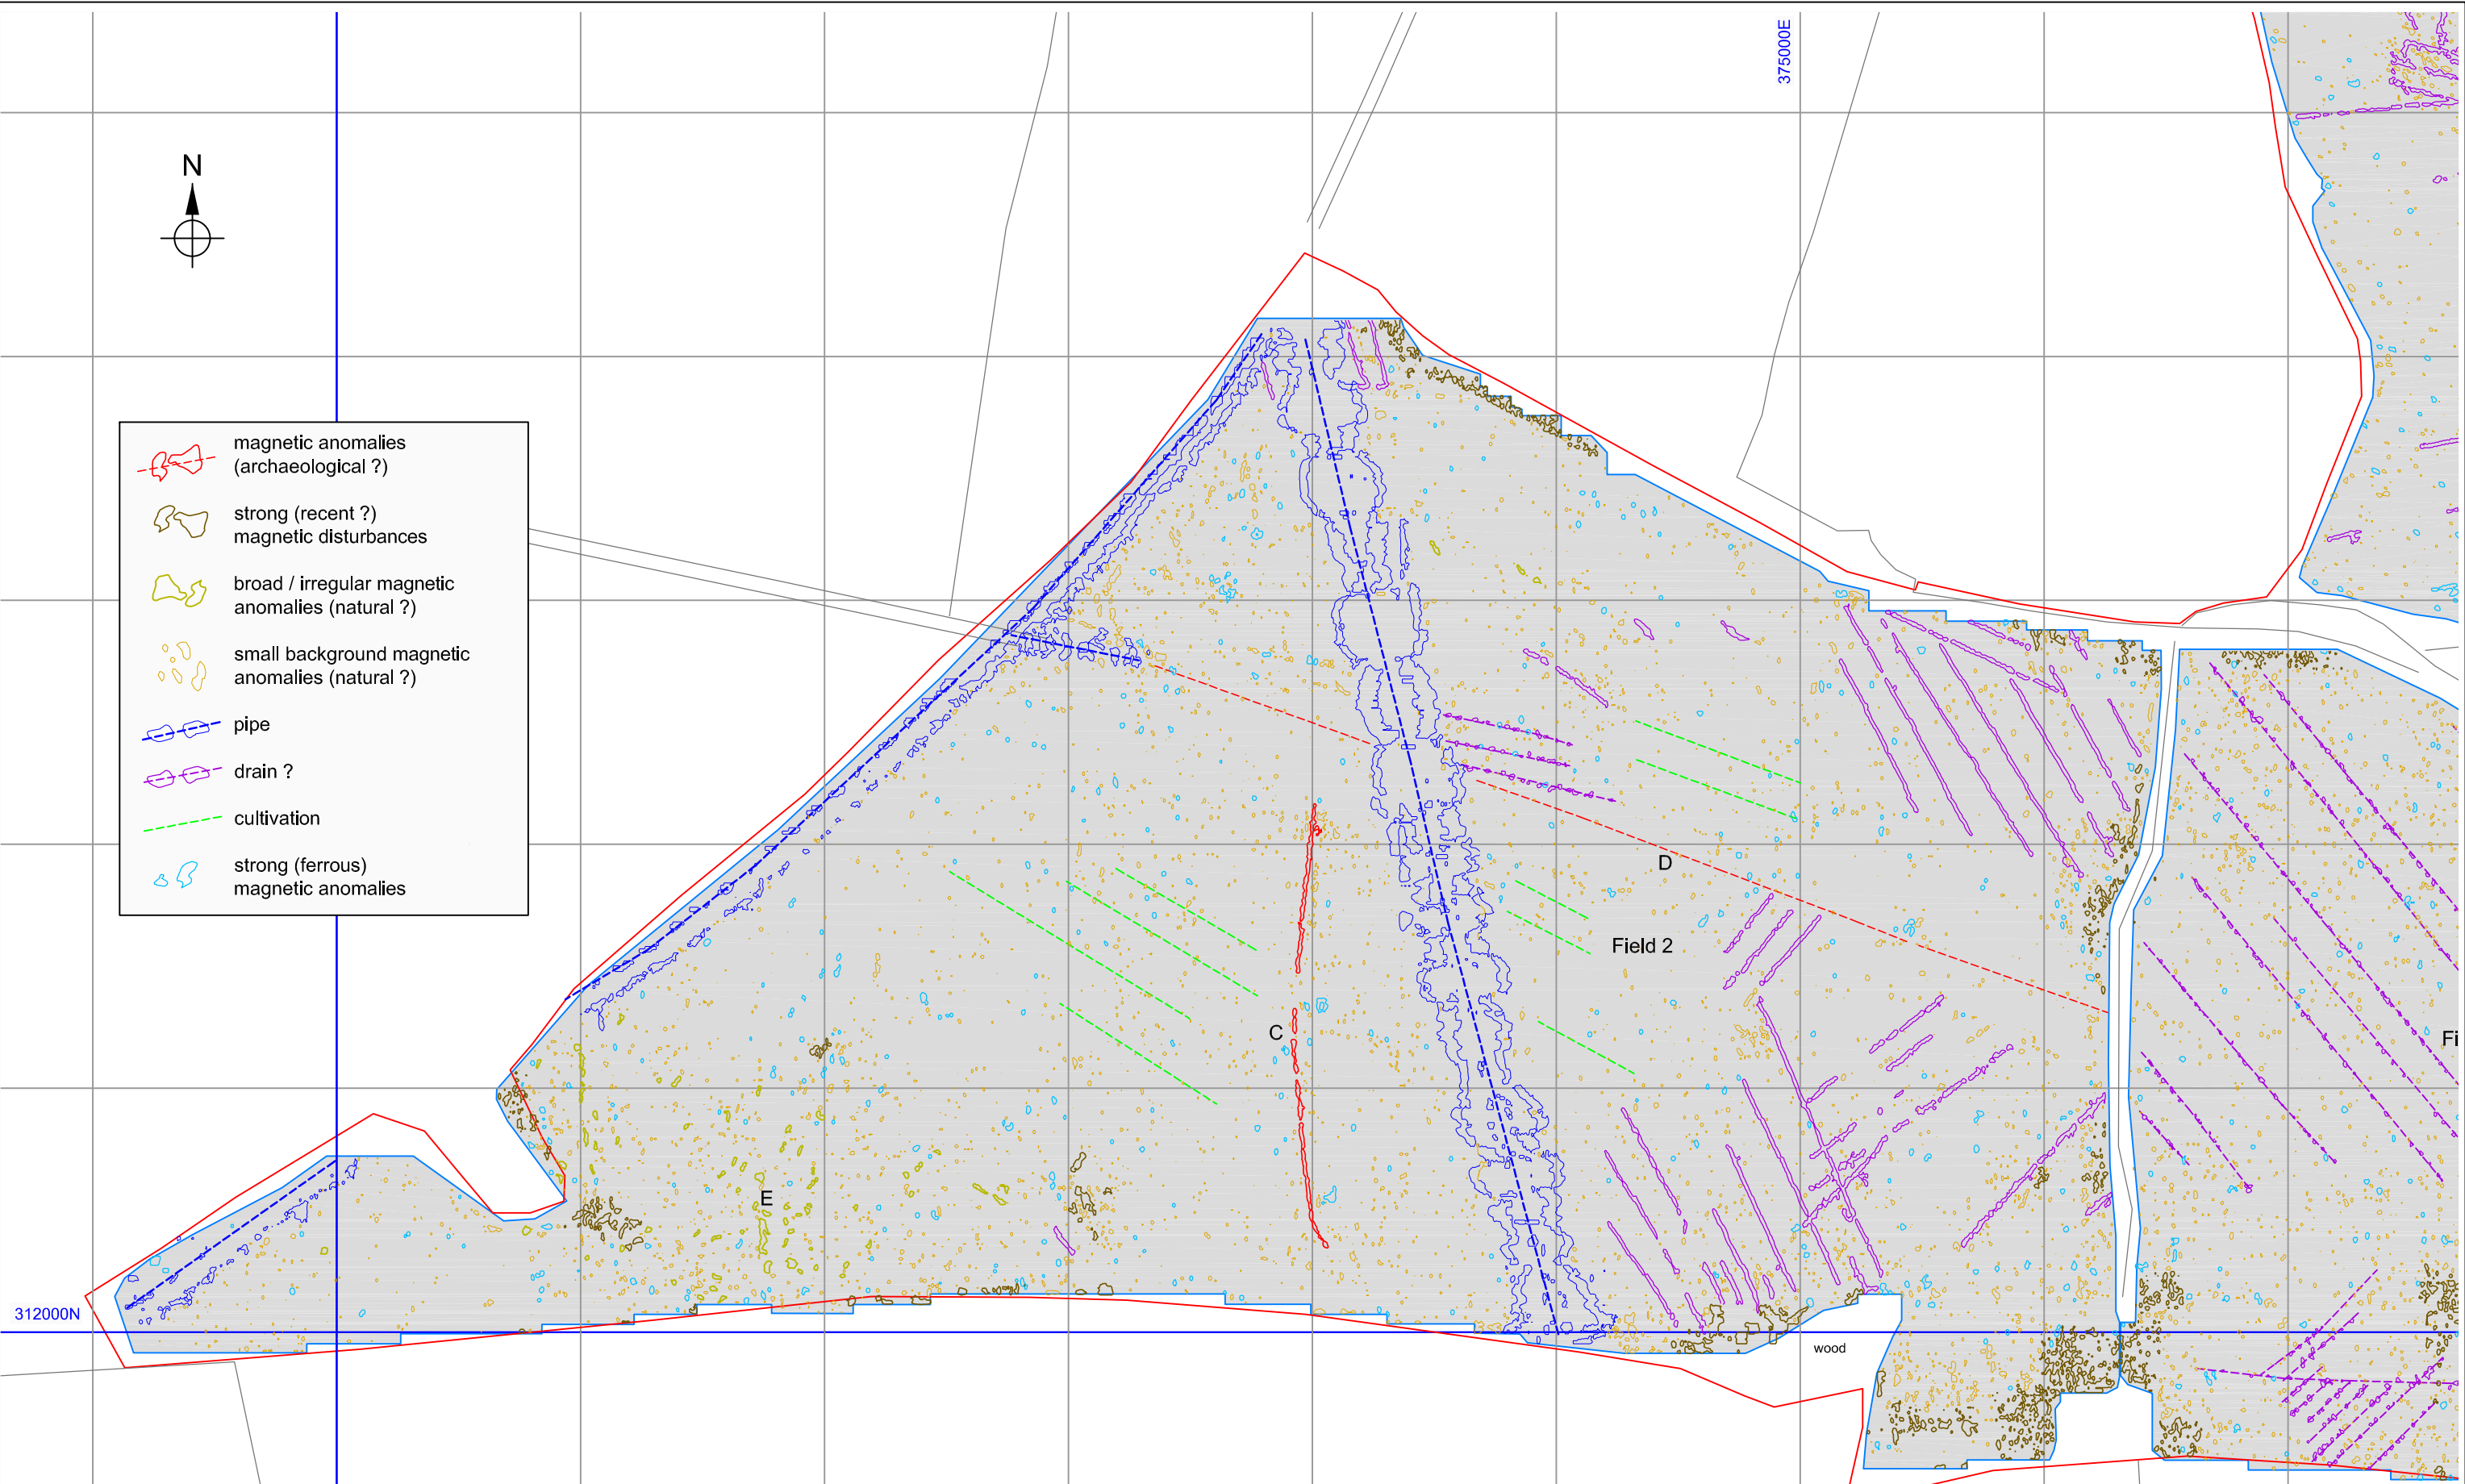 375000E
N
magnetic anomalies
(archaeological ?)
strong (recent ?)
magnetic disturbances
broad / irregular magnetic
anomalies (natural ?)
small background magnetic
anomalies (natural ?)
pipe
drain ?
cultivation
strong (ferrous)
magnetic anomalies
D
Field 2
C
Fi
E
312000N
wood